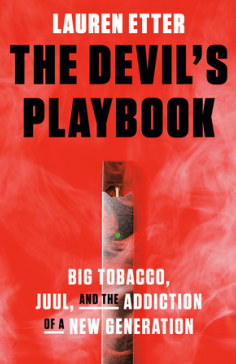 LAUREN ETTER
THE DEVIL'S
PLAYBOOK
BIG TOBACCO,
JUUL, AND THE ADDICTION
OF A NEW GENERATION